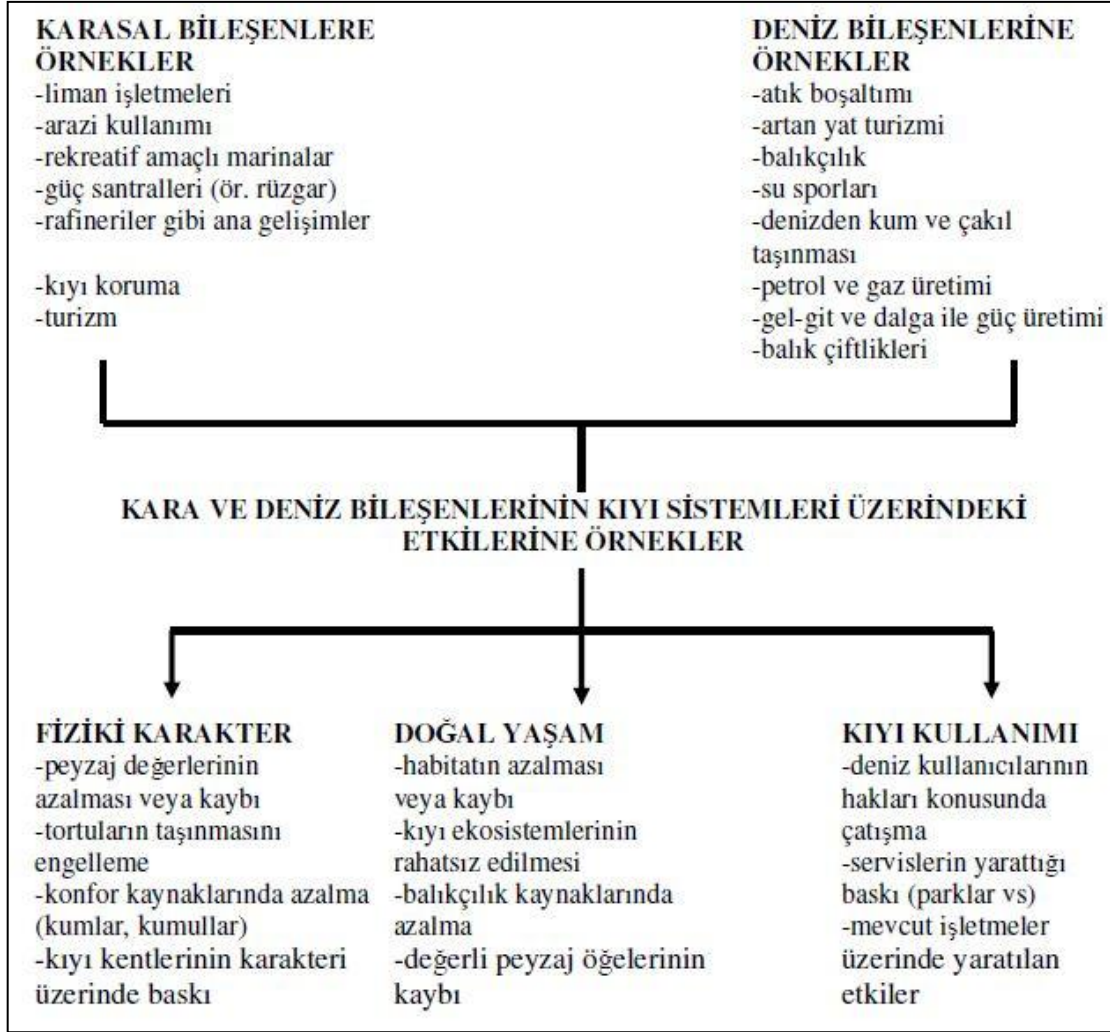 KARASAL BİLEŞENLERE
ÖRNEKLER
-liman işletmeleri
-arazi kullanımı
-rekreatif amaçlı marinalar
-güç santralleri (ör. rüzgar)
-rafineriler gibi ana gelişimler
-kıyı koruma
-turizm
DENİZ BİLEŞENLERİNE
ÖRNEKLER
-atık boşaltımı
-artan yat turizmi
-balıkçılık
-su sporları
-denizden kum ve çakıl
taşınması
-petrol ve gaz üretimi
-gel-git ve dalga ile güç üretimi
-balık çiftlikleri
KARA VE DENİZ BİLEŞENLERİNİN KIYI SİSTEMLERİ ÜZERİNDEKİ
ETKİLERİNE ÖRNEKLER
FİZİKİ KARAKTER
-peyzaj değerlerinin
azalması veya kaybı
-tortuların taşınmasını
engelleme
-konfor kaynaklarında azalma
(kumlar, kumullar)
-kıyı kentlerinin karakteri
üzerinde baskı
DOĞAL YAŞAM
-habitatın azalması
veya kaybı
-kıyı ekosistemlerinin
rahatsız edilmesi
-balıkçılık kaynaklarında
azalma
-değerli peyzaj öğelerinin
kaybı
KIYI KULLANIMI
-deniz kullanıcılarının
hakları konusunda
çatışma
-servislerin yarattığı
baskı (parklar vs)
-mevcut işletmeler
üzerinde yaratılan
etkiler